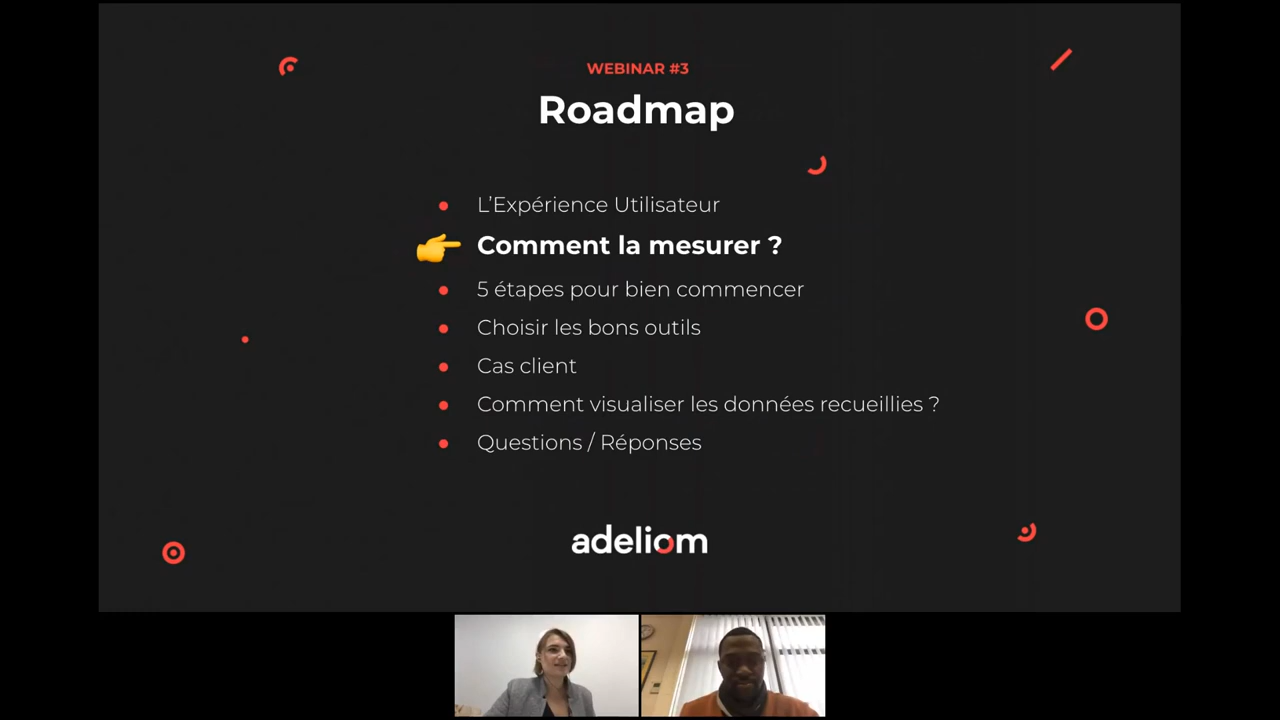 WEBINAR #3
Roadmap
L’Expérience Utilisateur
Comment la mesurer ?
5 étapes pour bien commencer
Choisir les bons outils
Cas client
Comment visualiser les données recueillies ?
Questions / Réponses
adeliom